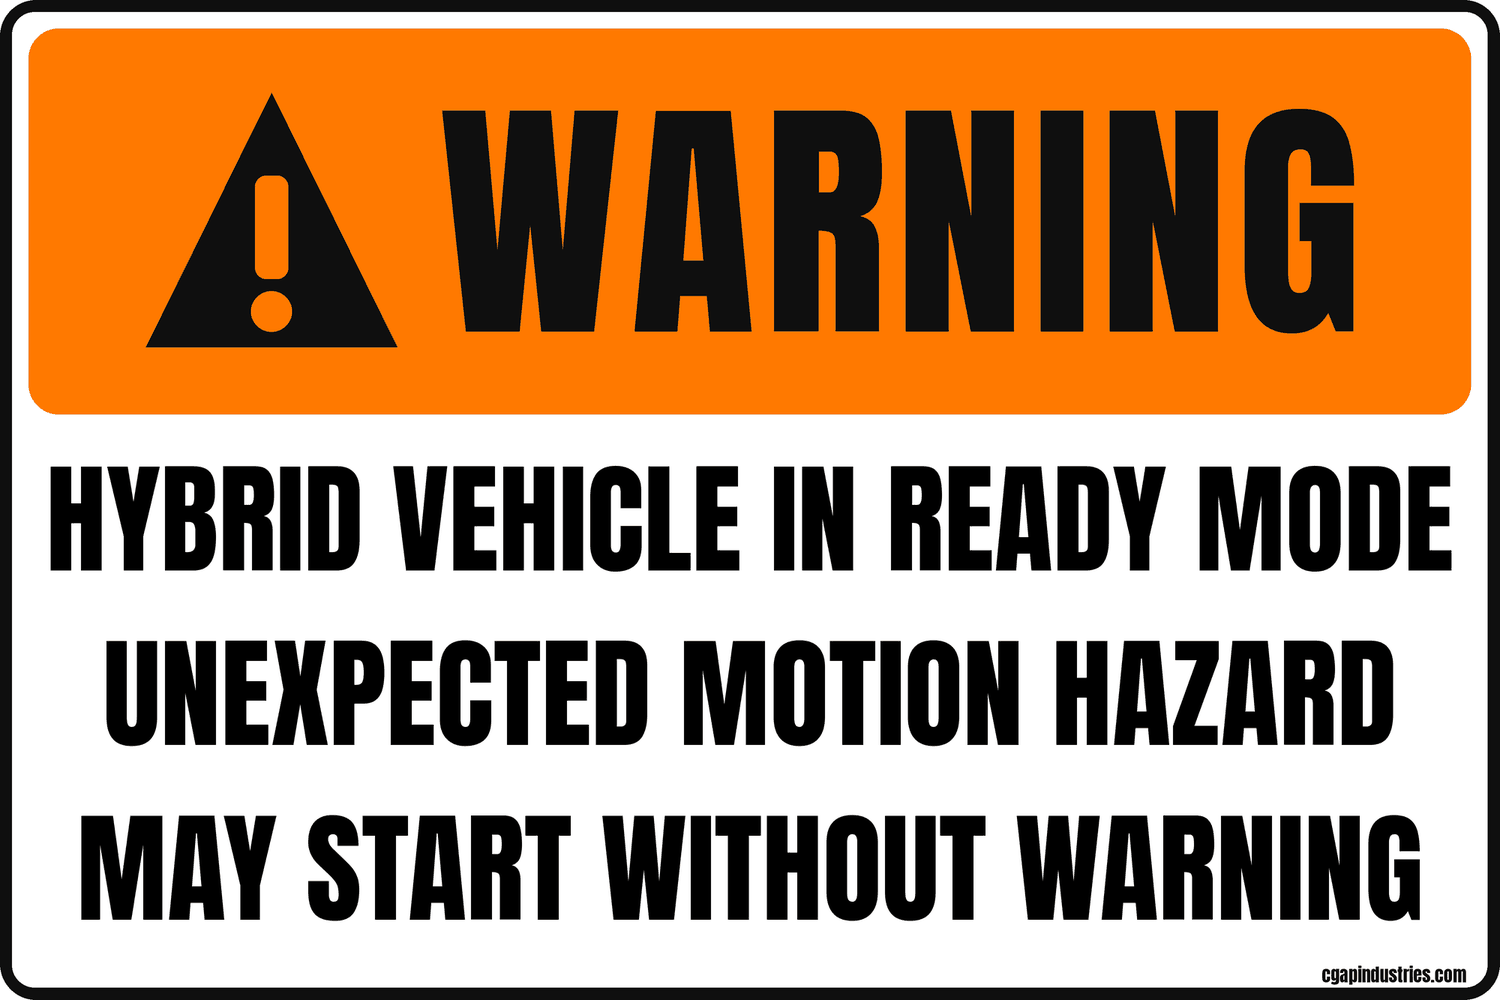 WARNING
HYBRID VEHICLE IN READY MODE
UNEXPECTED MOTION HAZARD
MAY START WITHOUT WARNING
cgapindustries.com